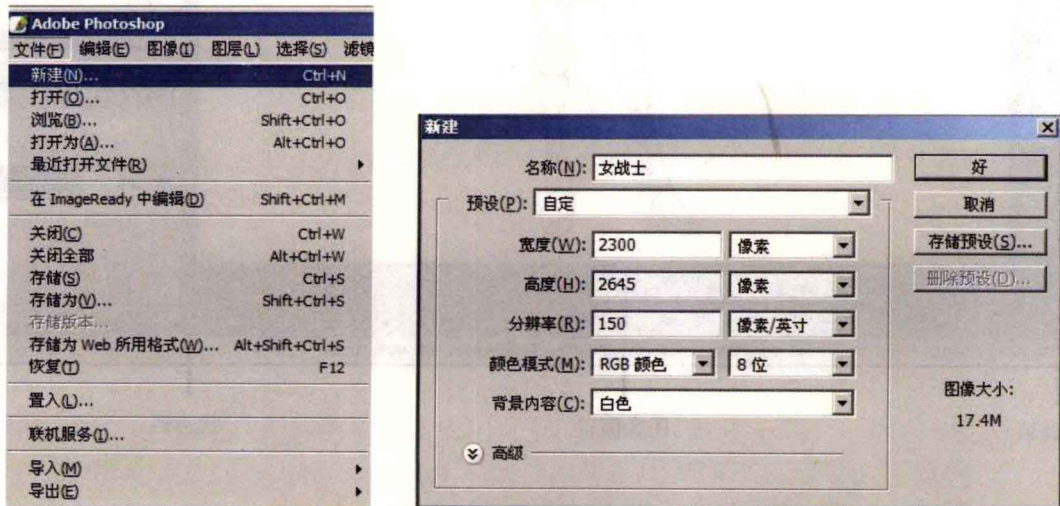 Adobe Photoshop
文件(F) 编辑(E) 图像(I) 图层(L) 选择(S) 滤镜
新建(N)... Ctrl+N
打开(O)... Ctrl+O
浏览(B)... Shift+Ctrl+O
打开为(A)... Alt+Ctrl+O
最近打开文件(R)
在 ImageReady 中编辑(D) Shift+Ctrl+M
关闭(C) Ctrl+W
关闭全部 Alt+Ctrl+W
存储(S) Ctrl+S
存储为(V)... Shift+Ctrl+S
存储版本...
存储为 Web 所用格式(W)... Alt+Shift+Ctrl+S
恢复(T) F12
置入(L)...
联机服务(I)...
导入(M)
导出(E)
新建
名称(N): 女战士 好
预设(P): 自定 取消
宽度(W): 2300 像素 存储预设(S)...
高度(H): 2645 像素 删除预设(D)...
分辨率(R): 150 像素/英寸
颜色模式(M): RGB 颜色 8 位
背景内容(C): 白色
图像大小:
17.4M
高级